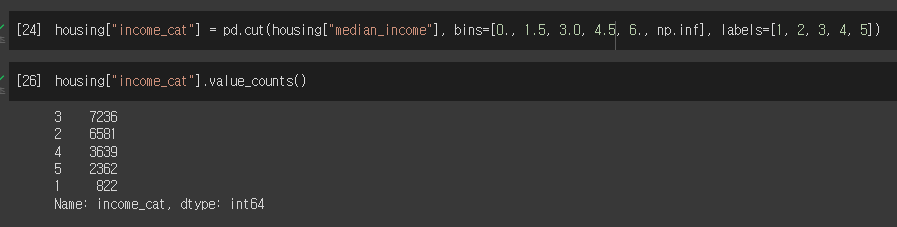 [24] housing["income_cat"] = pd.cut(housing["median_income"], bins=[0., 1.5, 3.0, 4.5, 6., np.inf], labels=[1, 2, 3, 4, 5])
[26] housing["income_cat"].value_counts()
3    7236
2    6581
4    3639
5    2362
1     822
Name: income_cat, dtype: int64